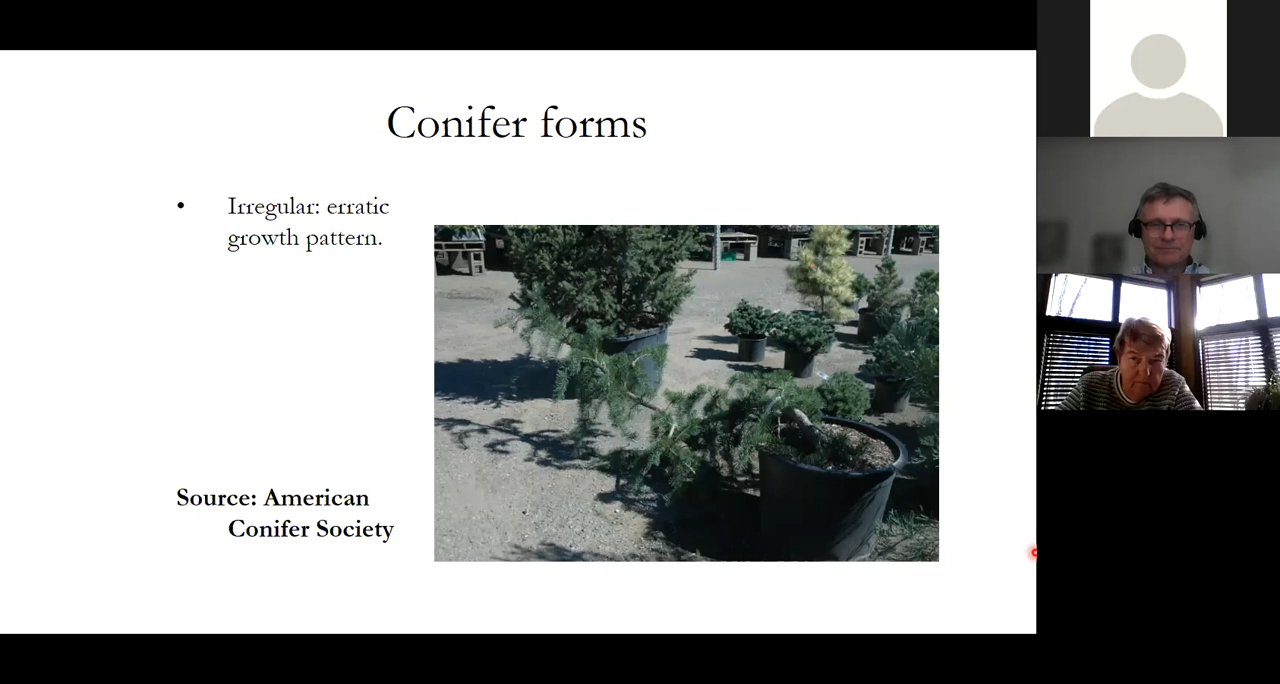 Conifer forms
• Irregular: erratic
growth pattern.
Source: American
Conifer Society